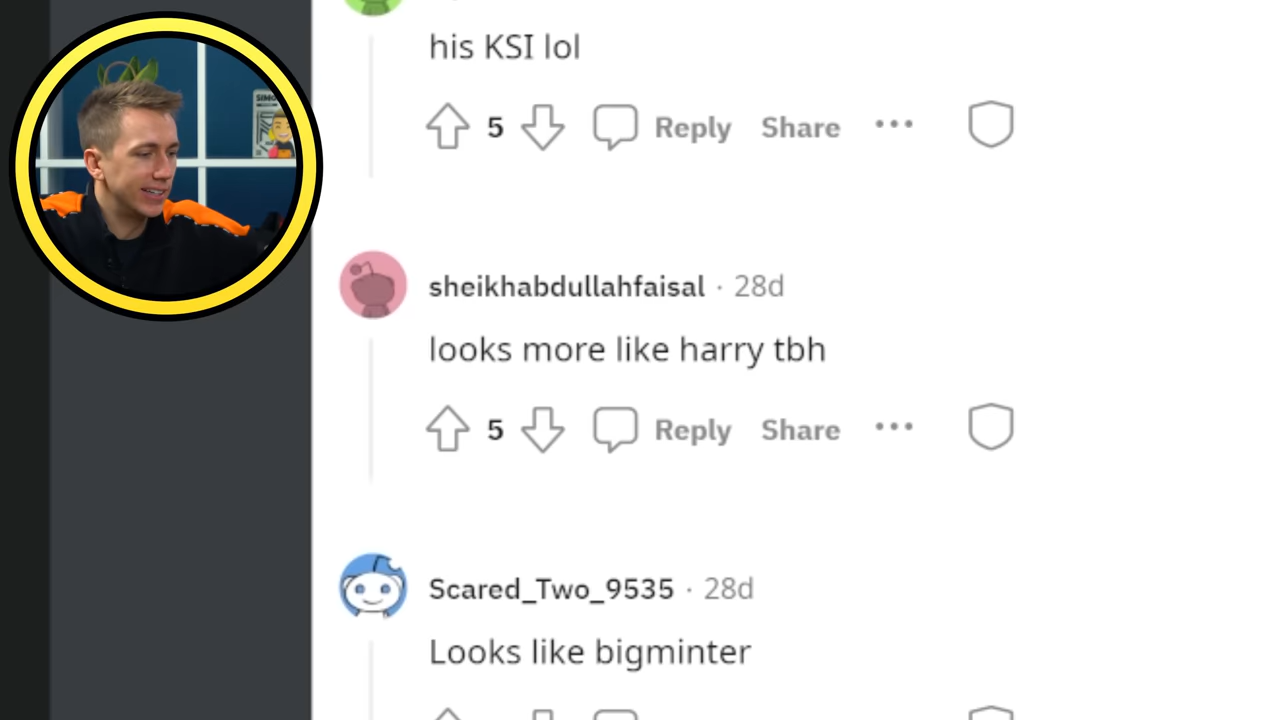 his KSI lol
5 Reply Share
sheikhabdullahfaisal · 28d
looks more like harry tbh
5 Reply Share
Scared_Two_9535 · 28d
Looks like bigminter